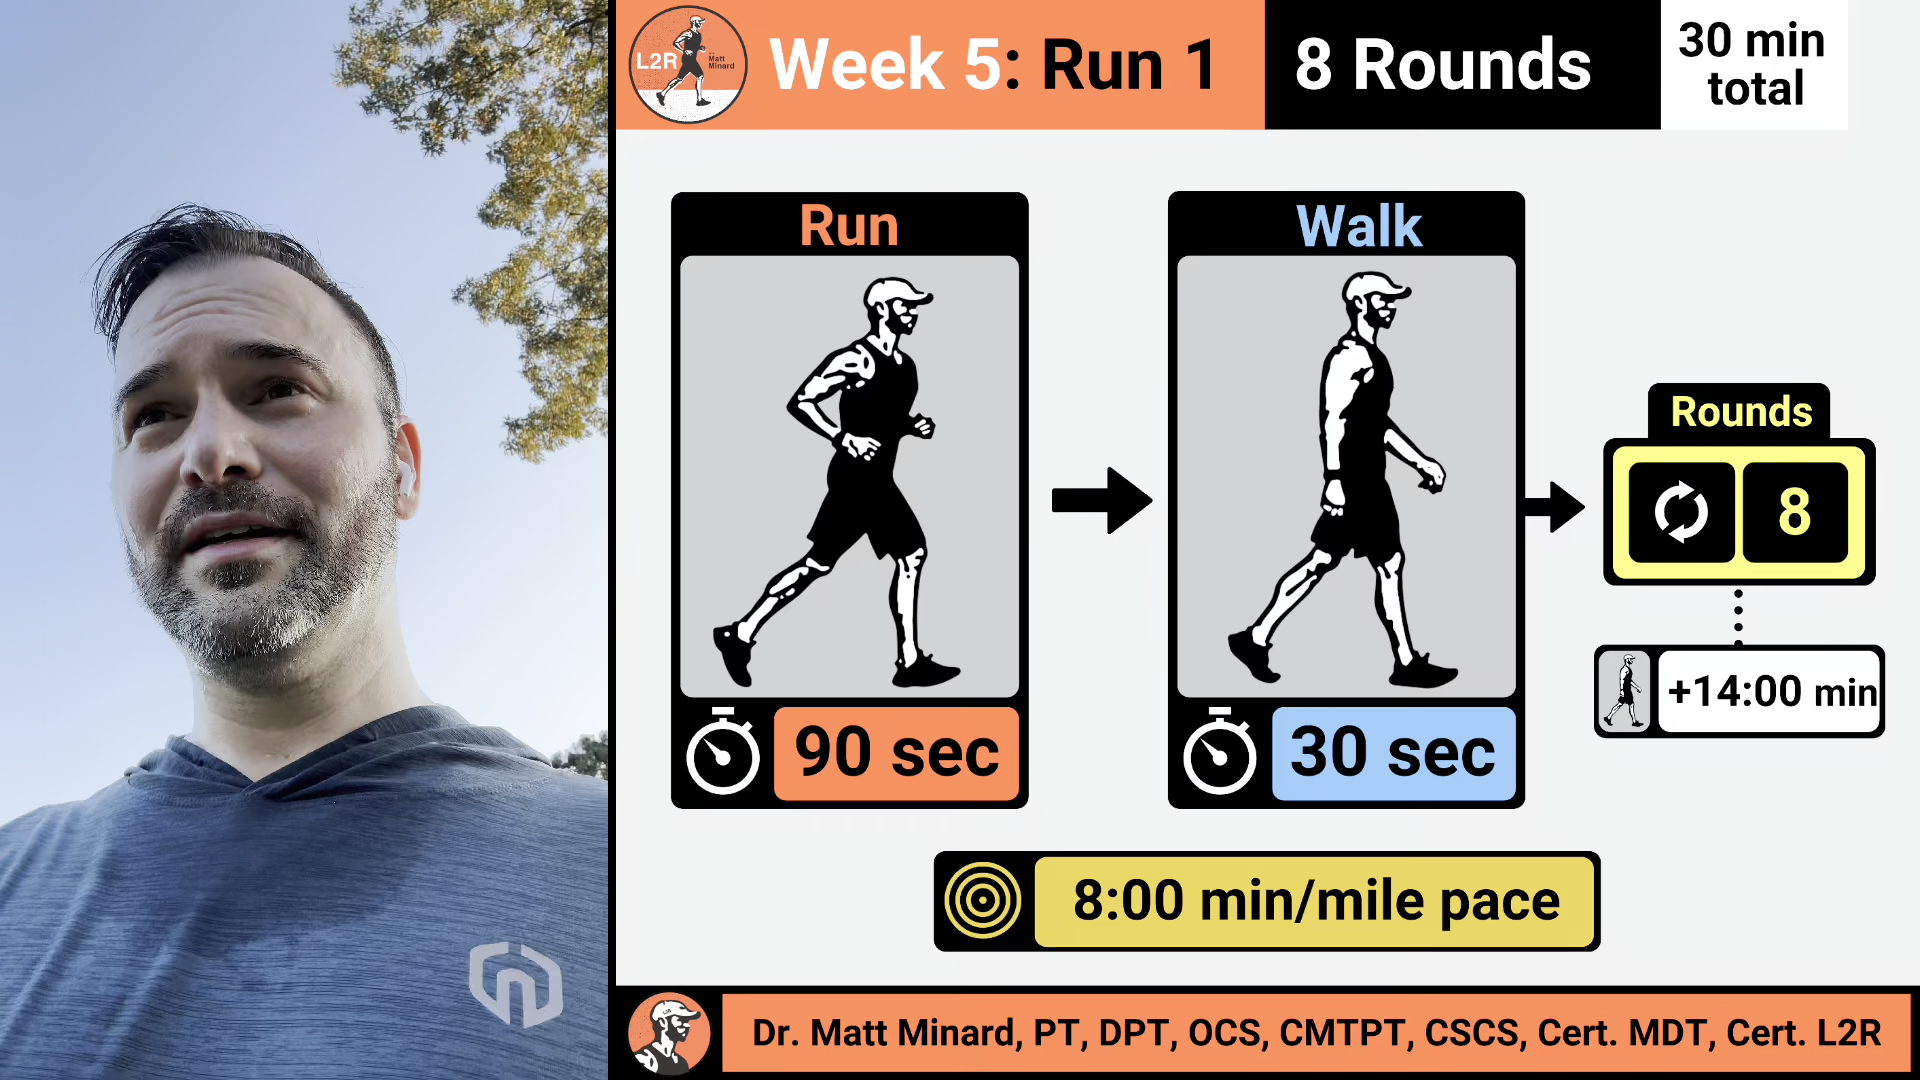 L2R
Matt
Minard
Week 5: Run 1
8 Rounds
30 min
total
Run
Walk
Rounds
8
+14:00 min
90 sec
30 sec
8:00 min/mile pace
Dr. Matt Minard, PT, DPT, OCS, CMTPT, CSCS, Cert. MDT, Cert. L2R